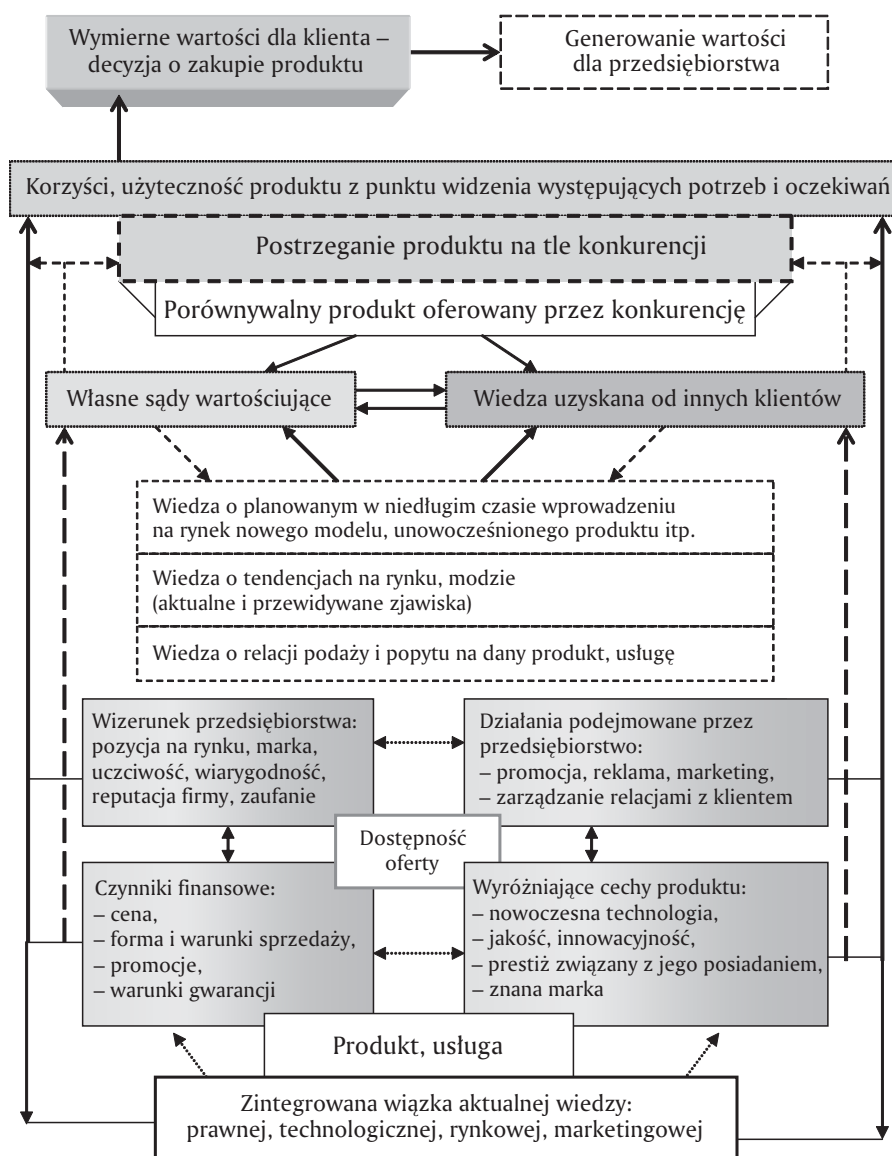 Wymierne wartości dla klienta –
decyzja o zakupie produktu
Generowanie wartości
dla przedsiębiorstwa
Korzyści, użyteczność produktu z punktu widzenia występujących potrzeb i oczekiwań
Postrzeganie produktu na tle konkurencji
Porównywalny produkt oferowany przez konkurencję
Własne sądy wartościujące
Wiedza uzyskana od innych klientów
Wiedza o planowanym w niedługim czasie wprowadzeniu
na rynek nowego modelu, unowocześnionego produktu itp.
Wiedza o tendencjach na rynku, modzie
(aktualne i przewidywane zjawiska)
Wiedza o relacji podaży i popytu na dany produkt, usługę
Wizerunek przedsiębiorstwa:
pozycja na rynku, marka,
uczciwość, wiarygodność,
reputacja firmy, zaufanie
Działania podejmowane przez
przedsiębiorstwo:
– promocja, reklama, marketing,
– zarządzanie relacjami z klientem
Dostępność
oferty
Czynniki finansowe:
– cena,
– forma i warunki sprzedaży,
– promocje,
– warunki gwarancji
Wyróżniające cechy produktu:
– nowoczesna technologia,
– jakość, innowacyjność,
– prestiż związany z jego posiadaniem,
– znana marka
Produkt, usługa
Zintegrowana wiązka aktualnej wiedzy:
prawnej, technologicznej, rynkowej, marketingowej